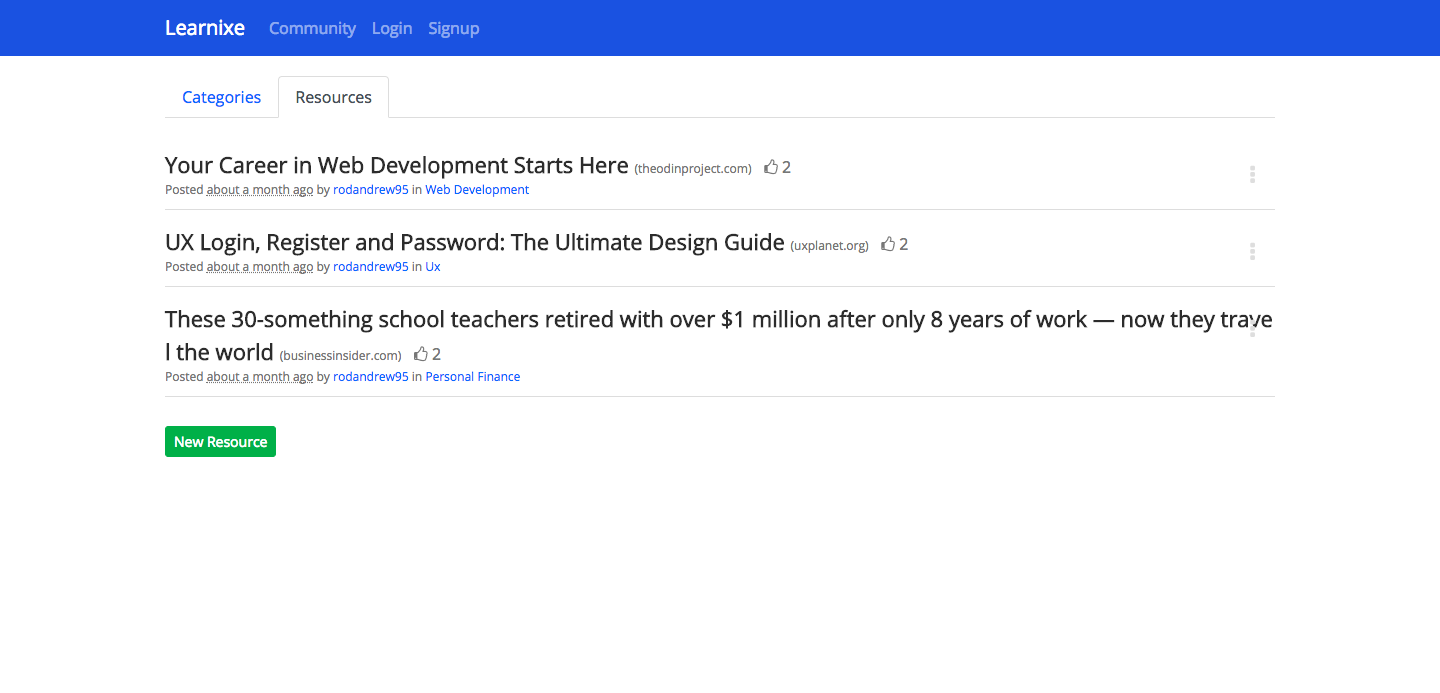 Learnixe Community Login Signup
Categories Resources
Your Career in Web Development Starts Here (theodinproject.com) 2
Posted about a month ago by rodandrew95 in Web Development
UX Login, Register and Password: The Ultimate Design Guide (uxplanet.org) 2
Posted about a month ago by rodandrew95 in Ux
These 30-something school teachers retired with over $1 million after only 8 years of work — now they trave
l the world (businessinsider.com) 2
Posted about a month ago by rodandrew95 in Personal Finance
New Resource